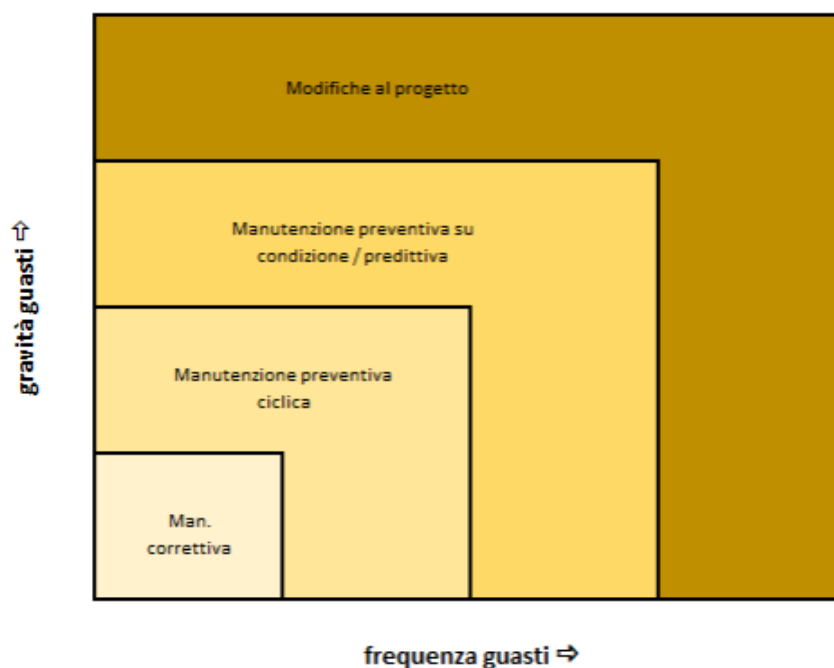 Modifiche al progetto
Manutenzione preventiva su
condizione / predittiva
Manutenzione preventiva
ciclica
Man.
correttiva
gravità guasti ⇨
frequenza guasti ⇨